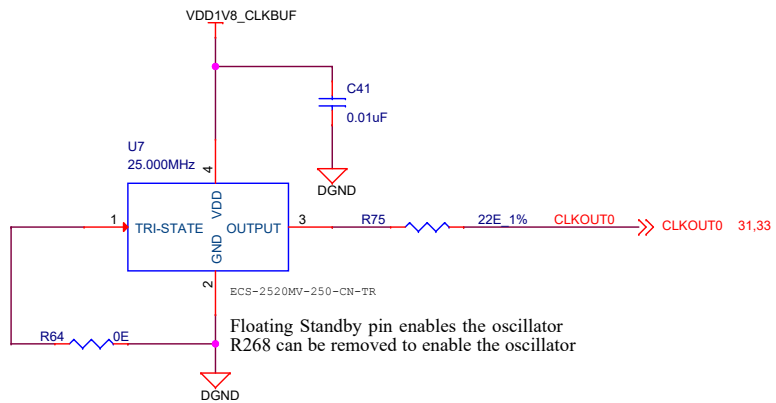 VDD1V8_CLKBUF
C41
0.01uF
DGND
U7
25.000MHz
4
VDD
1
TRI-STATE
OUTPUT
3
R75
22E_1%
CLKOUT0
CLKOUT0 31,33
GND
2
ECS-2520MV-250-CN-TR
R64
0E
Floating Standby pin enables the oscillator
R268 can be removed to enable the oscillator
DGND